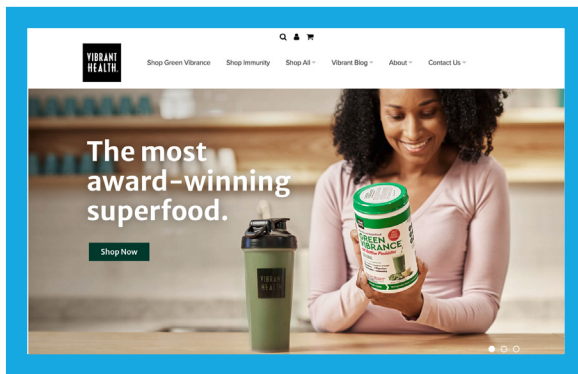 VIBRANT
HEALTH.
Shop Green Vibrance
Shop Immunity
Shop All
Vibrant Blog
About
Contact Us
The most
award-winning
superfood.
Shop Now
VIBRANT
HEALTH
GREEN
VIBRANCE